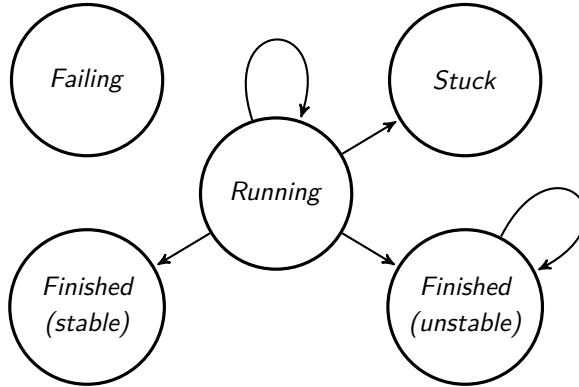 Failing
Stuck
Running
Finished
(stable)
Finished
(unstable)